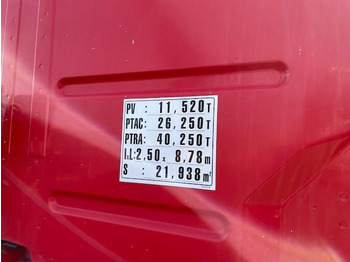 PV : 11,520T
PTAC: 26,250T
PTRA: 40,250T
I.L:2,50 x 8,78m
S : 21,938m²